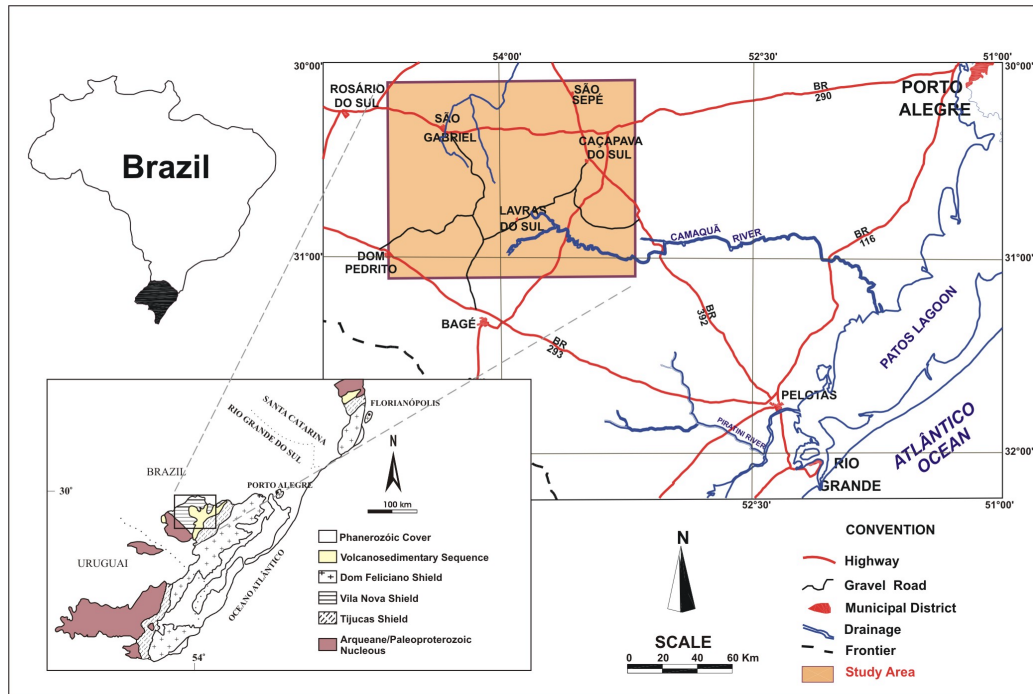 Brazil
54°00'
52°30'
51°00'
30°00'
30°00'
ROSÁRIO
DO SUL
SÃO
SEPÉ
BR
290
PORTO
ALEGRE
SÃO
GABRIEL
CAÇAPAVA
DO SUL
LAVRAS
DO SUL
CAMAQUÃ RIVER
BR
116
DOM
PEDRITO
31°00'
31°00'
BAGÉ
BR
293
BR
392
PATOS LAGOON
PELOTAS
PIRATINI RIVER
ATLÂNTICO
OCEAN
RIO
GRANDE
32°00'
52°30'
51°00'
FLORIANÓPOLIS
SANTA CATARINA
RIO GRANDE DO SUL
N
BRAZIL
PORTO ALEGRE
30°
100 km
URUGUAI
OCEANO ATLÂNTICO
54°
Phanerozóic Cover
Volcanosedimentary Sequence
Dom Feliciano Shield
Vila Nova Shield
Tijucas Shield
Arqueane/Paleoproterozoic
Nucleous
N
SCALE
0 20 40 60 Km
CONVENTION
Highway
Gravel Road
Municipal District
Drainage
Frontier
Study Area